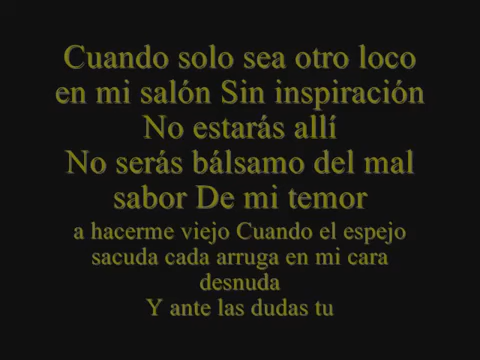 Cuando solo sea otro loco
en mi salón Sin inspiración
No estarás allí
No serás bálsamo del mal
sabor De mi temor
a hacerme viejo Cuando el espejo
sacuda cada arruga en mi cara
desnuda
Y ante las dudas tu